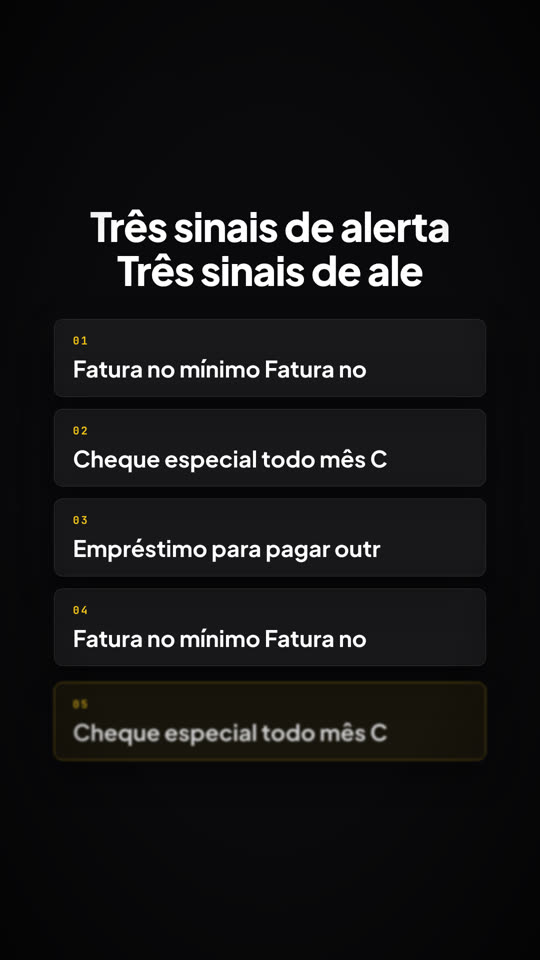 Três sinais de alerta
Três sinais de ale
01
Fatura no mínimo Fatura no
02
Cheque especial todo mês C
03
Empréstimo para pagar outr
04
Fatura no mínimo Fatura no
05
Cheque especial todo mês C